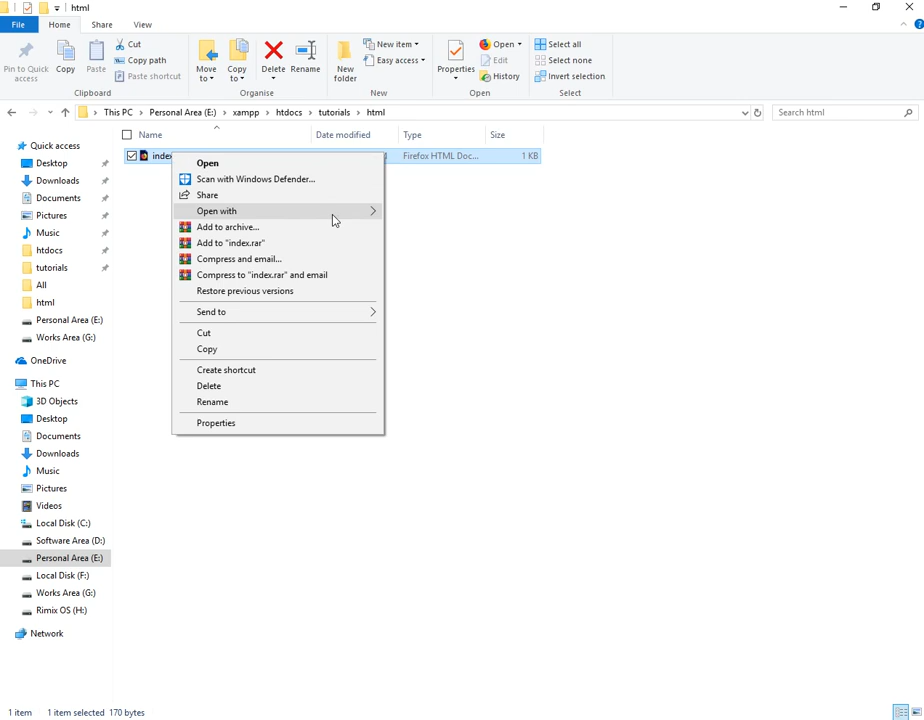 html
File
Home
Share
View
Pin to Quick access
Copy
Paste
Cut
Copy path
Paste shortcut
Clipboard
Move to
Copy to
Delete
Rename
Organise
New folder
New item
Easy access
New
Properties
Open
Edit
History
Open
Select all
Select none
Invert selection
Select
This PC > Personal Area (E:) > xampp > htdocs > tutorials > html
Search html
Name
Date modified
Type
Size
index
Firefox HTML Doc...
1 KB
Open
Scan with Windows Defender...
Share
Open with
Add to archive...
Add to "index.rar"
Compress and email...
Compress to "index.rar" and email
Restore previous versions
Send to
Cut
Copy
Create shortcut
Delete
Rename
Properties
Quick access
Desktop
Downloads
Documents
Pictures
Music
htdocs
tutorials
All
html
Personal Area (E:)
Works Area (G:)
OneDrive
This PC
3D Objects
Desktop
Documents
Downloads
Music
Pictures
Videos
Local Disk (C:)
Software Area (D:)
Personal Area (E:)
Local Disk (F:)
Works Area (G:)
Rimix OS (H:)
Network
1 item
1 item selected 170 bytes